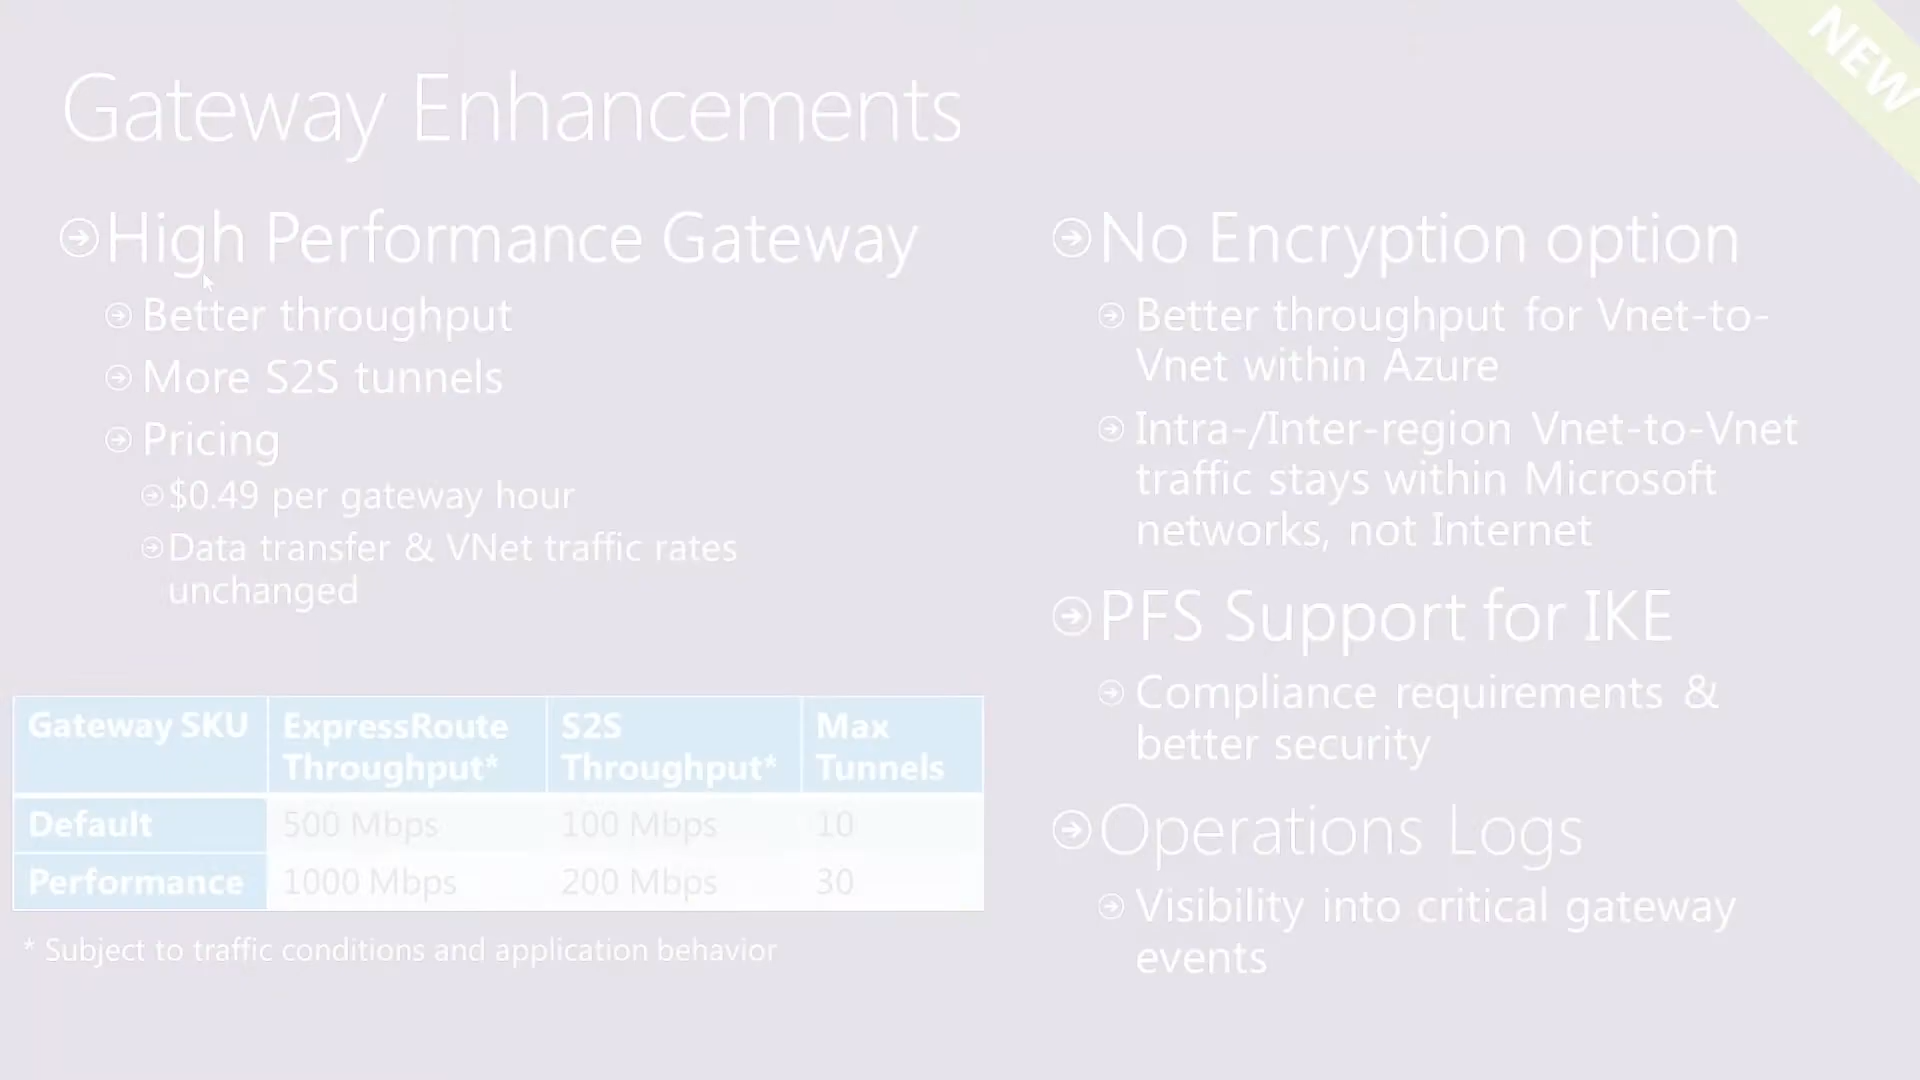 NEW
Gateway Enhancements
High Performance Gateway
Better throughput
More S2S tunnels
Pricing
$0.49 per gateway hour
Data transfer & VNet traffic rates
unchanged
Gateway SKU ExpressRoute Throughput* S2S Throughput* Max Tunnels
Default 500 Mbps 100 Mbps 10
Performance 1000 Mbps 200 Mbps 30
* Subject to traffic conditions and application behavior
No Encryption option
Better throughput for Vnet-to-
Vnet within Azure
Intra-/Inter-region Vnet-to-Vnet
traffic stays within Microsoft
networks, not Internet
PFS Support for IKE
Compliance requirements &
better security
Operations Logs
Visibility into critical gateway
events